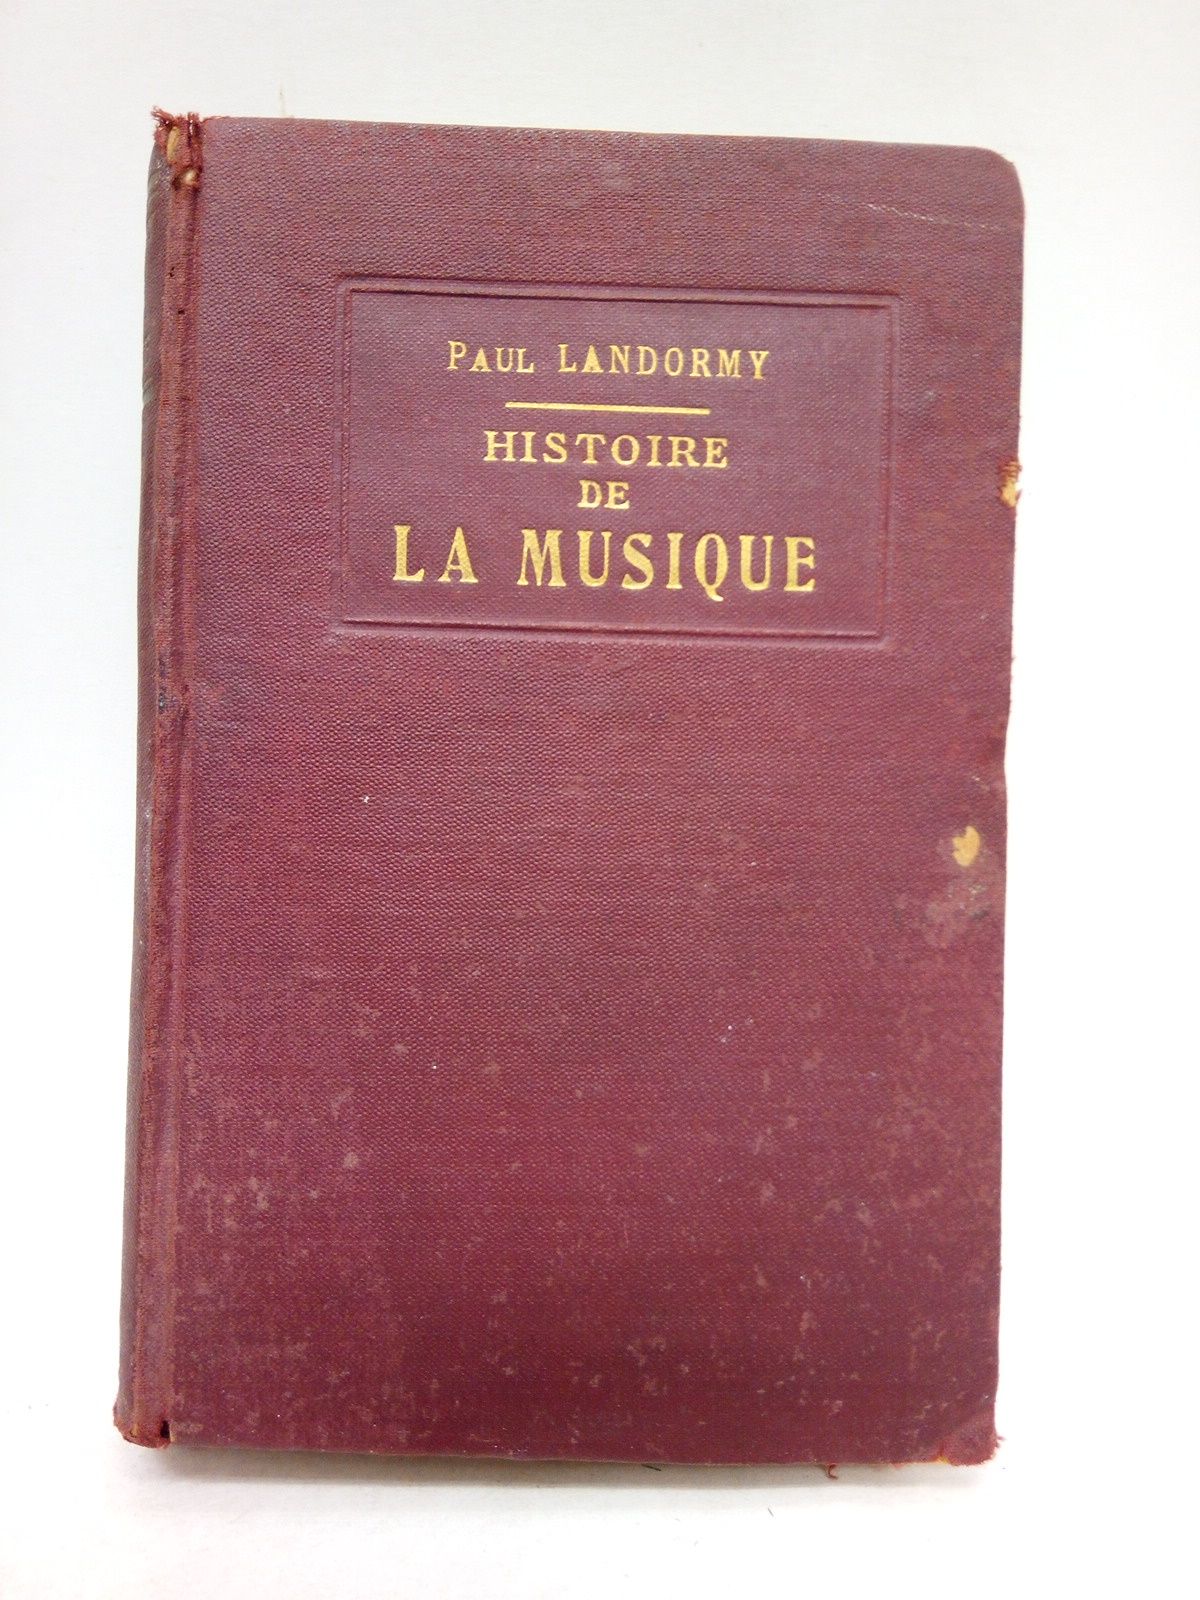 PAUL LANDORMY
HISTOIRE
DE
LA MUSIQUE